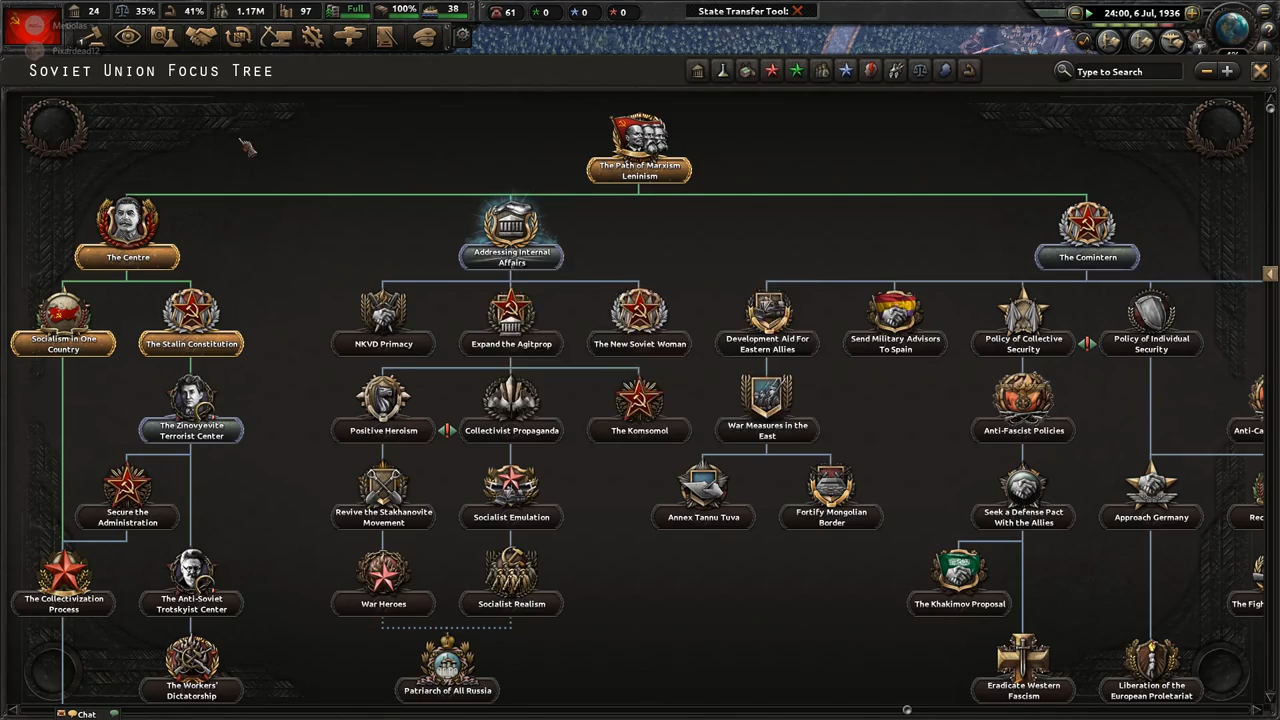 24
35%
41%
1.17M
97
Full
100%
38
61
0
0
0
State Transfer Tool:
24:00, 6 Jul, 1936
Pixardead12
Soviet Union Focus Tree
Type to Search
The Path of Marxism
Leninism
The Centre
Addressing Internal
Affairs
The Comintern
Socialism in One
Country
The Stalin Constitution
NKVD Primacy
Expand the Agitprop
The New Soviet Woman
Development Aid For
Eastern Allies
Send Military Advisors
To Spain
Policy of Collective
Security
Policy of Individual
Security
The Zinovyevite
Terrorist Center
Positive Heroism
Collectivist Propaganda
The Komsomol
War Measures in the
East
Anti-Fascist Policies
Anti-Ca
Secure the
Administration
Revive the Stakhanovite
Movement
Socialist Emulation
Annex Tannu Tuva
Fortify Mongolian
Border
Seek a Defense Pact
With the Allies
Approach Germany
Rec
The Collectivization
Process
The Anti-Soviet
Trotskyist Center
War Heroes
Socialist Realism
The Khakimov Proposal
The Figh
The Workers'
Dictatorship
Patriarch of All Russia
Eradicate Western
Fascism
Liberation of the
European Proletariat
Chat